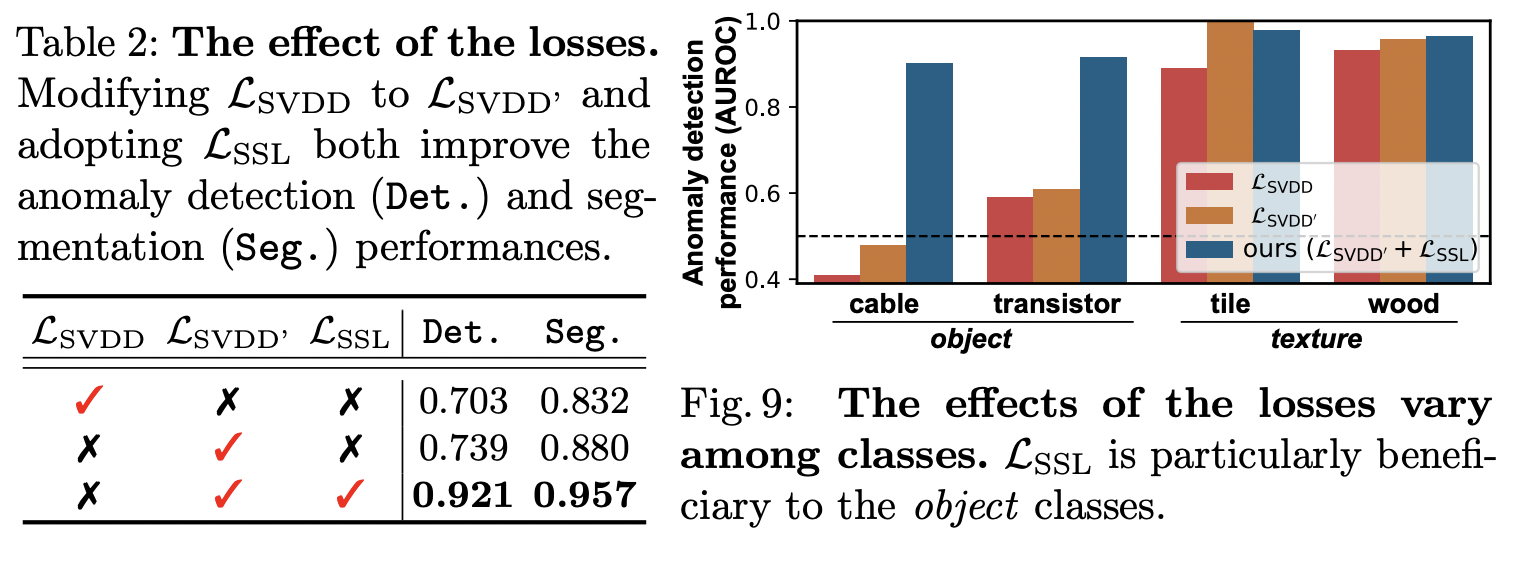 Table 2: The effect of the losses.
Modifying ℒSVDD to ℒSVDD’ and
adopting ℒSSL both improve the
anomaly detection (Det.) and seg-
mentation (Seg.) performances.
ℒSVDD ℒSVDD’ ℒSSL Det. Seg.
✓ ✗ ✗ 0.703 0.832
✗ ✓ ✗ 0.739 0.880
✗ ✓ ✓ 0.921 0.957
Anomaly detection
performance (AUROC)
1.0
0.8
0.6
0.4
ℒSVDD
ℒSVDD′
ours (ℒSVDD′ + ℒSSL)
cable transistor tile wood
object texture
Fig. 9: The effects of the losses vary
among classes. ℒSSL is particularly benefi-
ciary to the object classes.